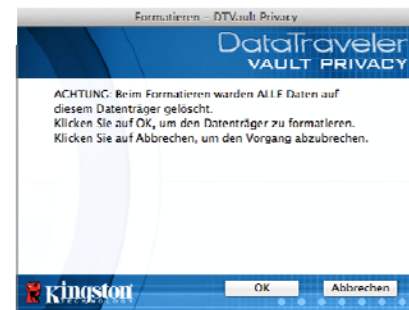 Formatieren – DTVault Privacy
DataTraveler
VAULT PRIVACY
ACHTUNG: Beim Formatieren warden ALLE Daten auf
diesem Datenträger gelöscht.
Klicken Sie auf OK, um den Datenträger zu formatieren.
Klicken Sie auf Abbrechen, um den Vorgang abzubrechen.
Kingston
TECHNOLOGY
OK
Abbrechen